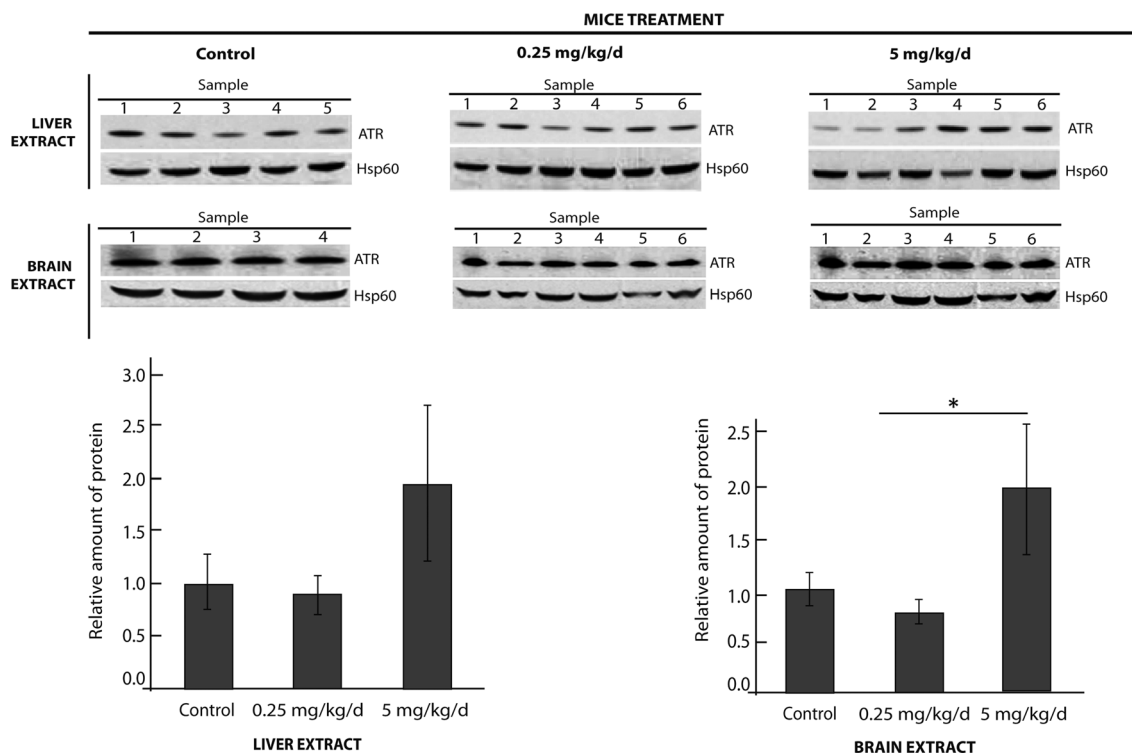 MICE TREATMENT
Control
0.25 mg/kg/d
5 mg/kg/d
LIVER
EXTRACT
Sample
1 2 3 4 5
ATR
Hsp60
Sample
1 2 3 4 5 6
ATR
Hsp60
Sample
1 2 3 4 5 6
ATR
Hsp60
BRAIN
EXTRACT
Sample
1 2 3 4
ATR
Hsp60
Sample
1 2 3 4 5 6
ATR
Hsp60
Sample
1 2 3 4 5 6
ATR
Hsp60
Relative amount of protein
3.0
2.5
2.0
1.5
1.0
0.5
0.0
Control 0.25 mg/kg/d 5 mg/kg/d
LIVER EXTRACT
Relative amount of protein
*
2.5
2.0
1.5
1.0
0.5
0.0
Control 0.25 mg/kg/d 5 mg/kg/d
BRAIN EXTRACT